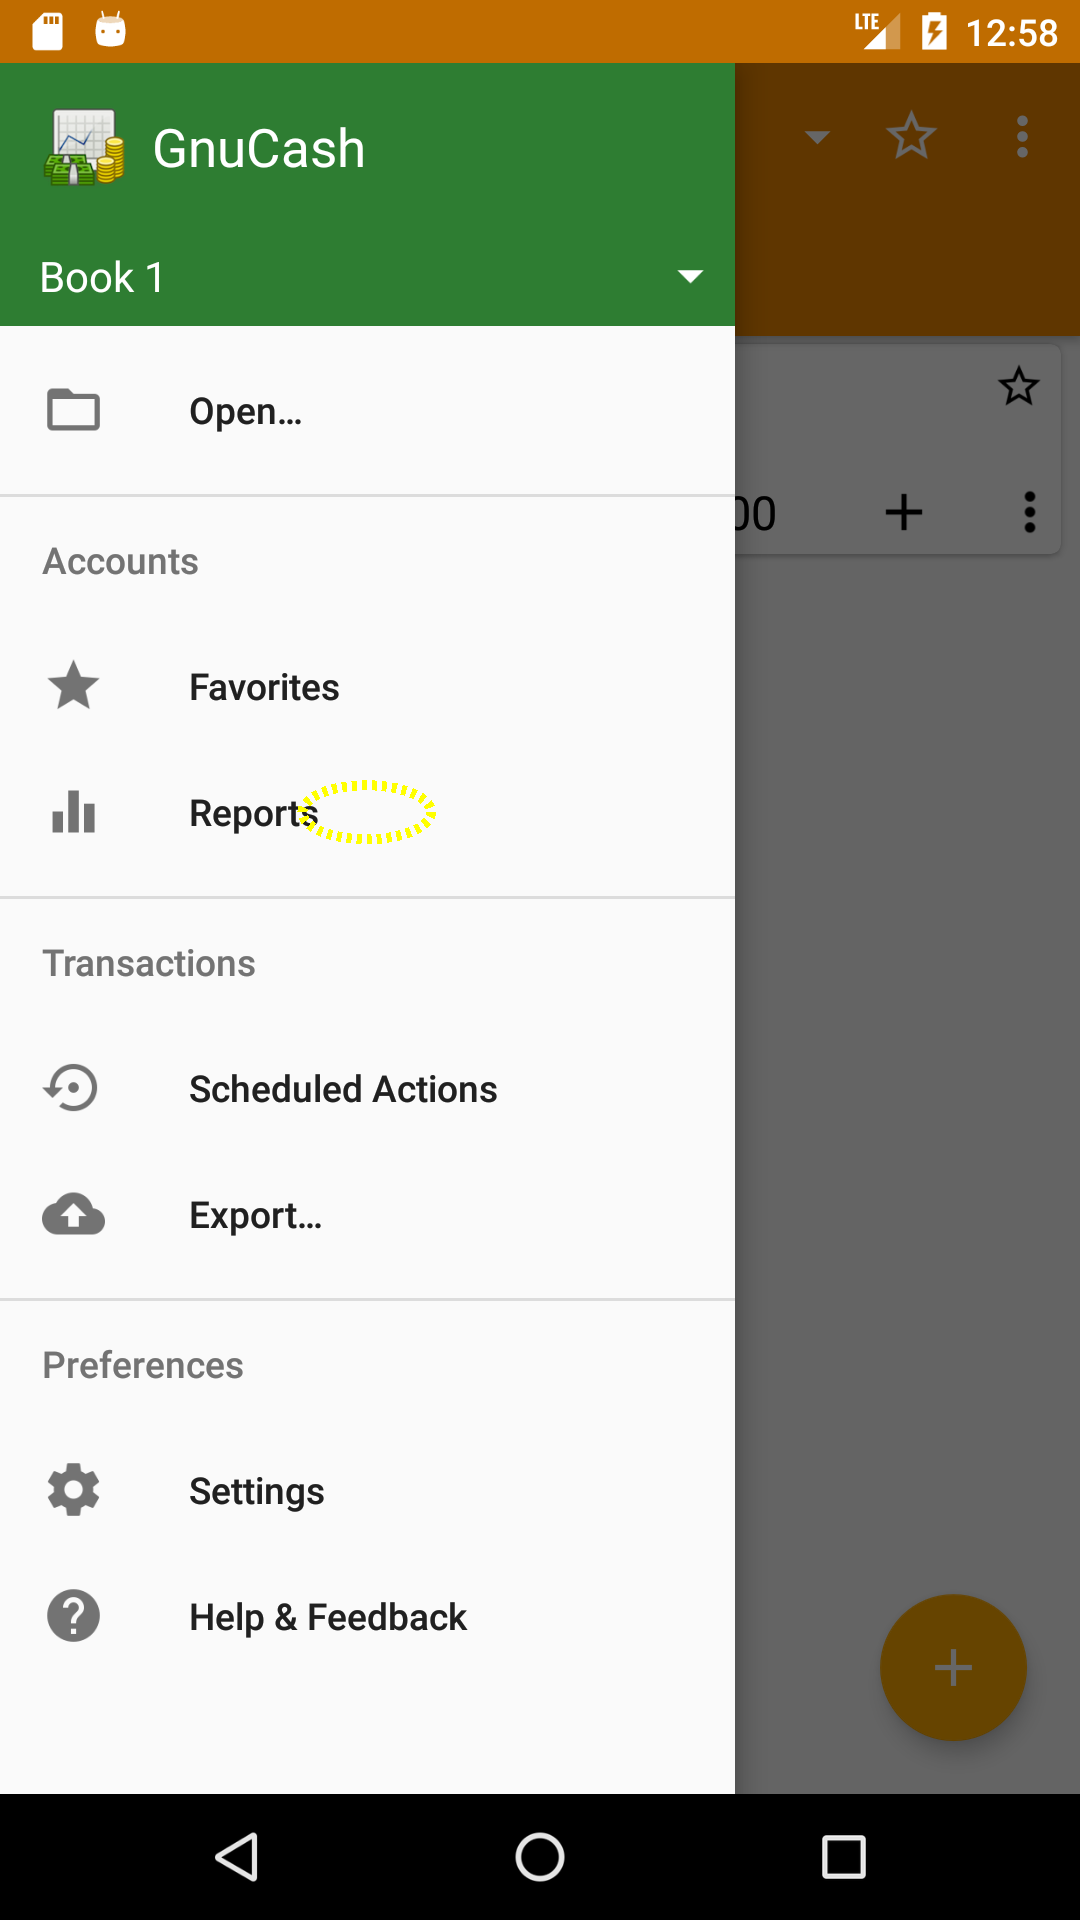 LTE 12:58
GnuCash
Book 1
Open...
00
Accounts
Favorites
Reports
Transactions
Scheduled Actions
Export...
Preferences
Settings
Help & Feedback